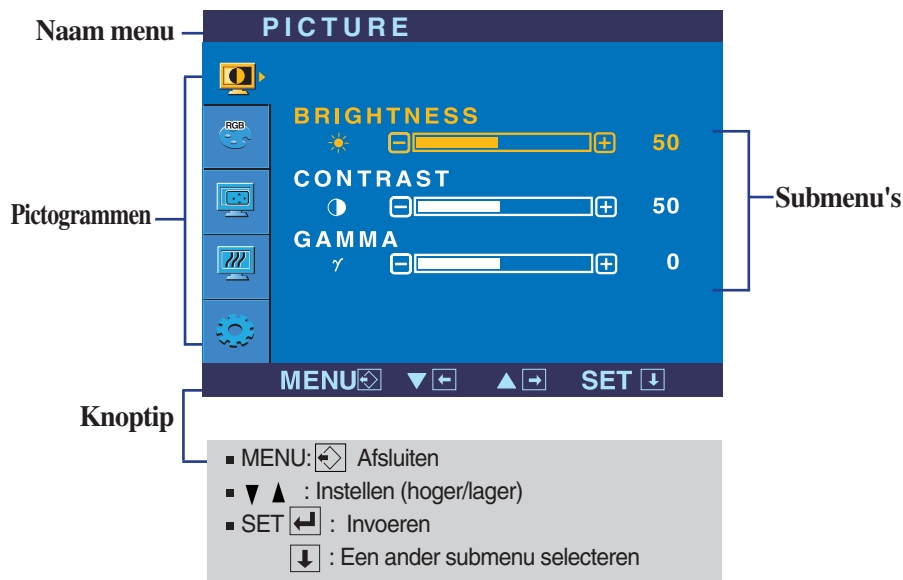 Naam menu
PICTURE
RGB
BRIGHTNESS
50
CONTRAST
50
GAMMA
γ
0
Pictogrammen
Submenu's
MENU ▼ ← ▲ → SET ↓
Knoptip
▪ MENU: Afsluiten
▪ ▼ ▲ : Instellen (hoger/lager)
▪ SET ↵ : Invoeren
↓ : Een ander submenu selecteren